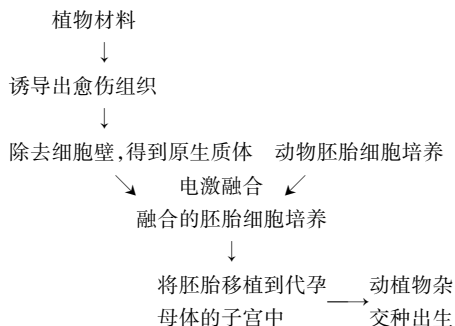 植物材料
↓
诱导出愈伤组织
↓
除去细胞壁,得到原生质体 动物胚胎细胞培养
↘ 电激融合 ↙
融合的胚胎细胞培养
↓
将胚胎移植到代孕 ⟶ 动植物杂
母体的子宫中 交种出生